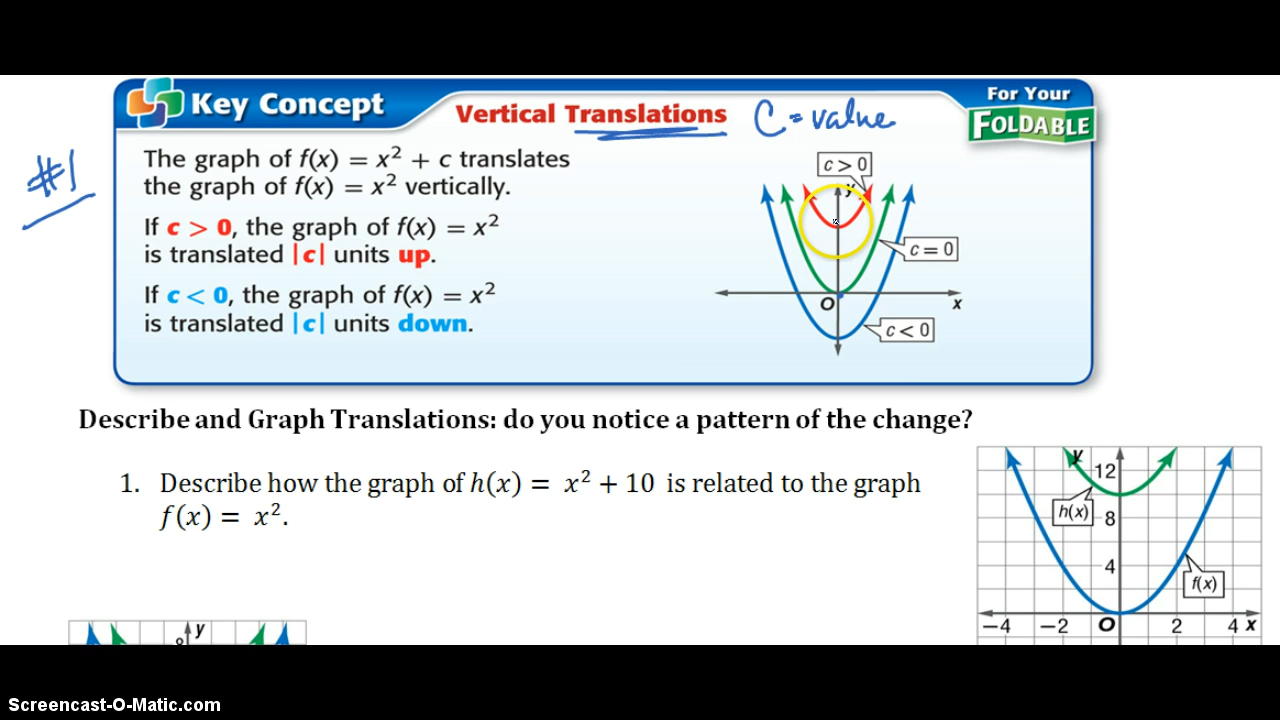 Key Concept
Vertical Translations
C = value
For Your
FOLDABLE
#1
The graph of f(x) = x² + c translates
the graph of f(x) = x² vertically.
If c > 0, the graph of f(x) = x²
is translated |c| units up.
If c < 0, the graph of f(x) = x²
is translated |c| units down.
c > 0
y
c = 0
O
x
c < 0
Describe and Graph Translations: do you notice a pattern of the change?
1. Describe how the graph of h(x) = x² + 10 is related to the graph
f(x) = x².
y
12
h(x)
8
4
f(x)
−4 −2 O 2 4 x
y
Screencast-O-Matic.com